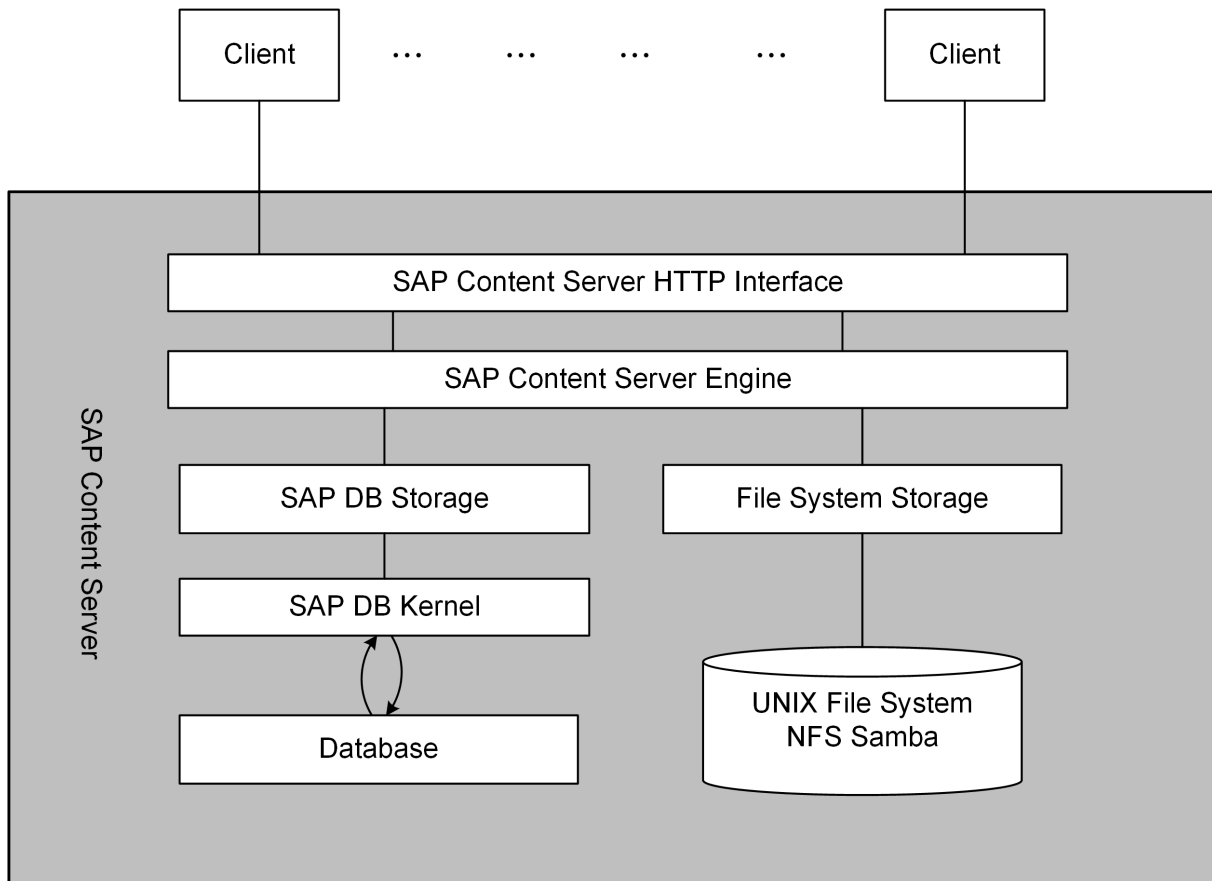 Client ... ... ... ... Client
SAP Content Server HTTP Interface
SAP Content Server Engine
SAP Content Server
SAP DB Storage
File System Storage
SAP DB Kernel
UNIX File System
NFS Samba
Database